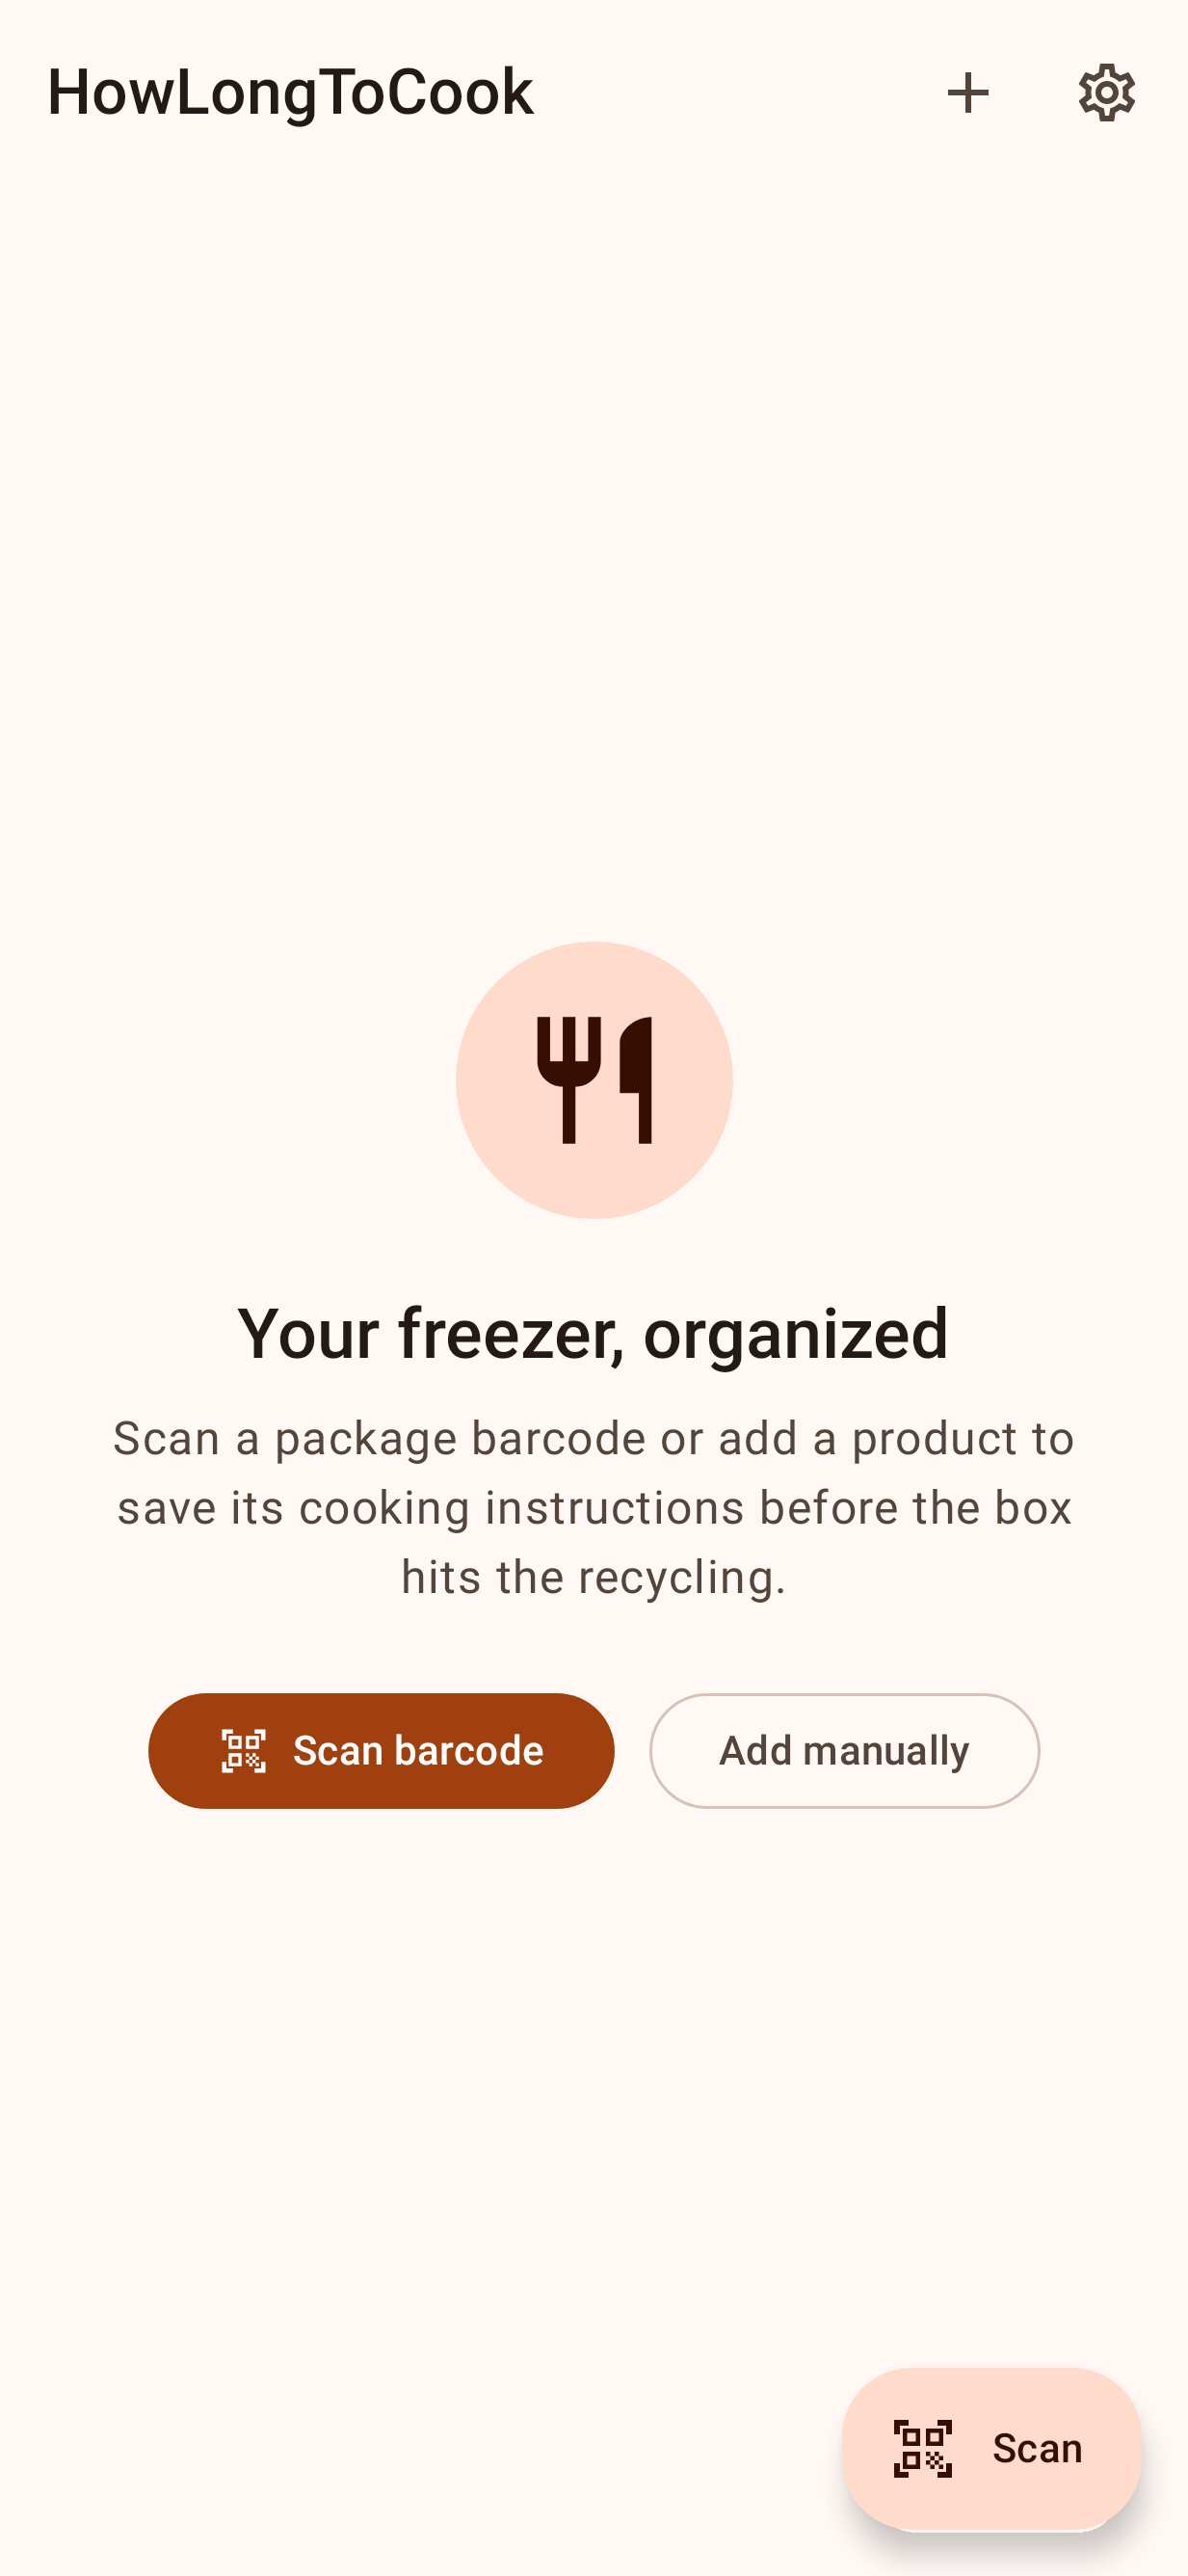 HowLongToCook
Your freezer, organized
Scan a package barcode or add a product to
save its cooking instructions before the box
hits the recycling.
Scan barcode
Add manually
Scan